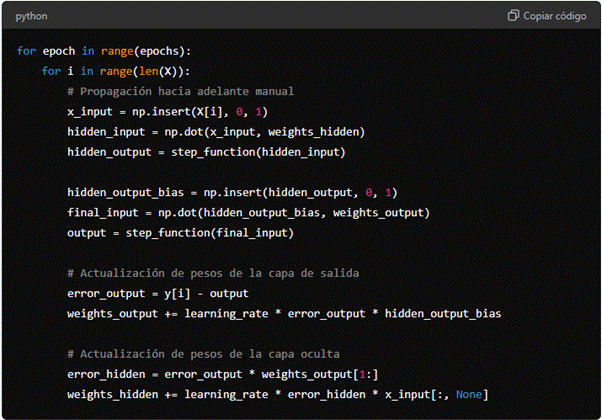 python
Copiar código
for epoch in range(epochs):
    for i in range(len(X)):
        # Propagación hacia adelante manual
        x_input = np.insert(X[i], 0, 1)
        hidden_input = np.dot(x_input, weights_hidden)
        hidden_output = step_function(hidden_input)

        hidden_output_bias = np.insert(hidden_output, 0, 1)
        final_input = np.dot(hidden_output_bias, weights_output)
        output = step_function(final_input)

        # Actualización de pesos de la capa de salida
        error_output = y[i] - output
        weights_output += learning_rate * error_output * hidden_output_bias

        # Actualización de pesos de la capa oculta
        error_hidden = error_output * weights_output[1:]
        weights_hidden += learning_rate * error_hidden * x_input[:, None]